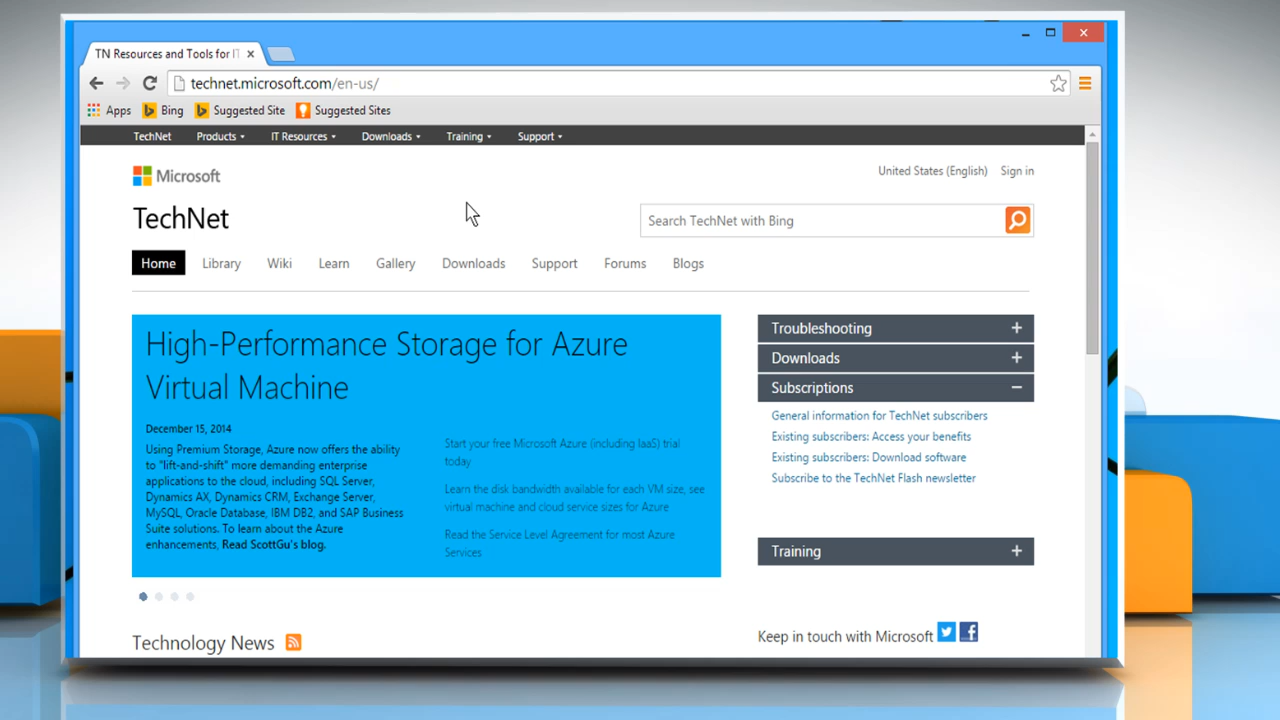 TN Resources and Tools for IT
technet.microsoft.com/en-us/
Apps Bing Suggested Site Suggested Sites
TechNet Products IT Resources Downloads Training Support
Microsoft
United States (English) Sign in
TechNet
Search TechNet with Bing
Home Library Wiki Learn Gallery Downloads Support Forums Blogs
High-Performance Storage for Azure
Virtual Machine
December 15, 2014
Using Premium Storage, Azure now offers the ability
to "lift-and-shift" more demanding enterprise
applications to the cloud, including SQL Server,
Dynamics AX, Dynamics CRM, Exchange Server,
MySQL, Oracle Database, IBM DB2, and SAP Business
Suite solutions. To learn about the Azure
enhancements, Read ScottGu's blog.
Start your free Microsoft Azure (including IaaS) trial
today
Learn the disk bandwidth available for each VM size, see
virtual machine and cloud service sizes for Azure
Read the Service Level Agreement for most Azure
Services
Troubleshooting
Downloads
Subscriptions
General information for TechNet subscribers
Existing subscribers: Access your benefits
Existing subscribers: Download software
Subscribe to the TechNet Flash newsletter
Training
Technology News
Keep in touch with Microsoft